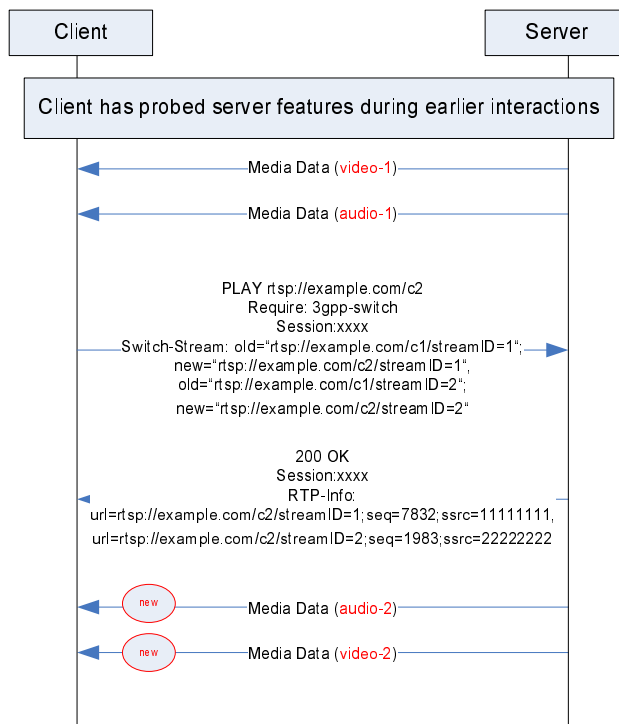 Client
Server
Client has probed server features during earlier interactions
Media Data (video-1)
Media Data (audio-1)
PLAY rtsp://example.com/c2
Require: 3gpp-switch
Session:xxxx
Switch-Stream: old=“rtsp://example.com/c1/streamID=1“;
new=“rtsp://example.com/c2/streamID=1“,
old=“rtsp://example.com/c1/streamID=2“;
new=“rtsp://example.com/c2/streamID=2“
200 OK
Session:xxxx
RTP-Info:
url=rtsp://example.com/c2/streamID=1;seq=7832;ssrc=11111111,
url=rtsp://example.com/c2/streamID=2;seq=1983;ssrc=22222222
new
Media Data (audio-2)
new
Media Data (video-2)